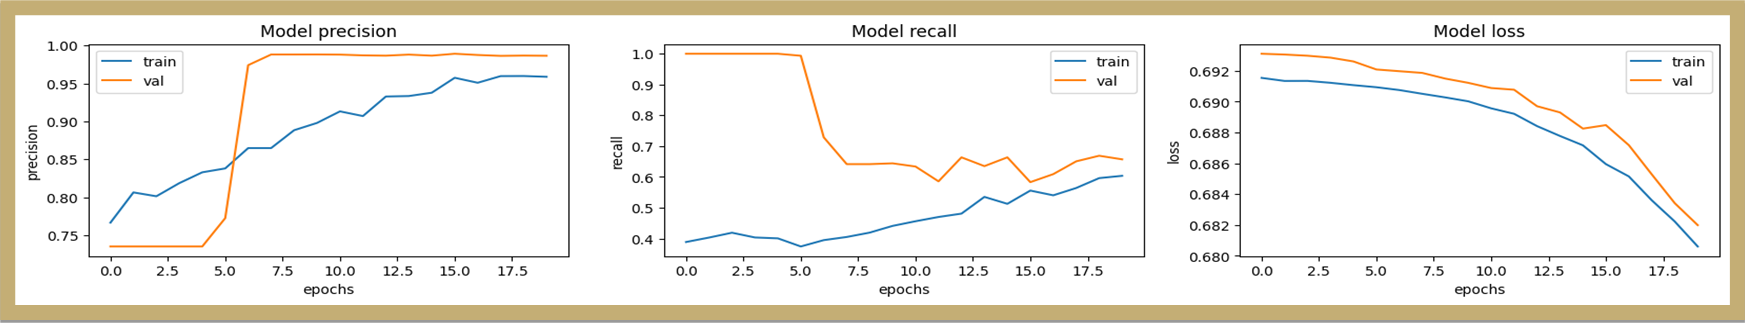 Model precision
1.00
0.95
0.90
0.85
0.80
0.75
precision
train
val
0.0 2.5 5.0 7.5 10.0 12.5 15.0 17.5
epochs
Model recall
1.0
0.9
0.8
0.7
0.6
0.5
0.4
recall
train
val
0.0 2.5 5.0 7.5 10.0 12.5 15.0 17.5
epochs
Model loss
0.692
0.690
0.688
0.686
0.684
0.682
0.680
loss
train
val
0.0 2.5 5.0 7.5 10.0 12.5 15.0 17.5
epochs